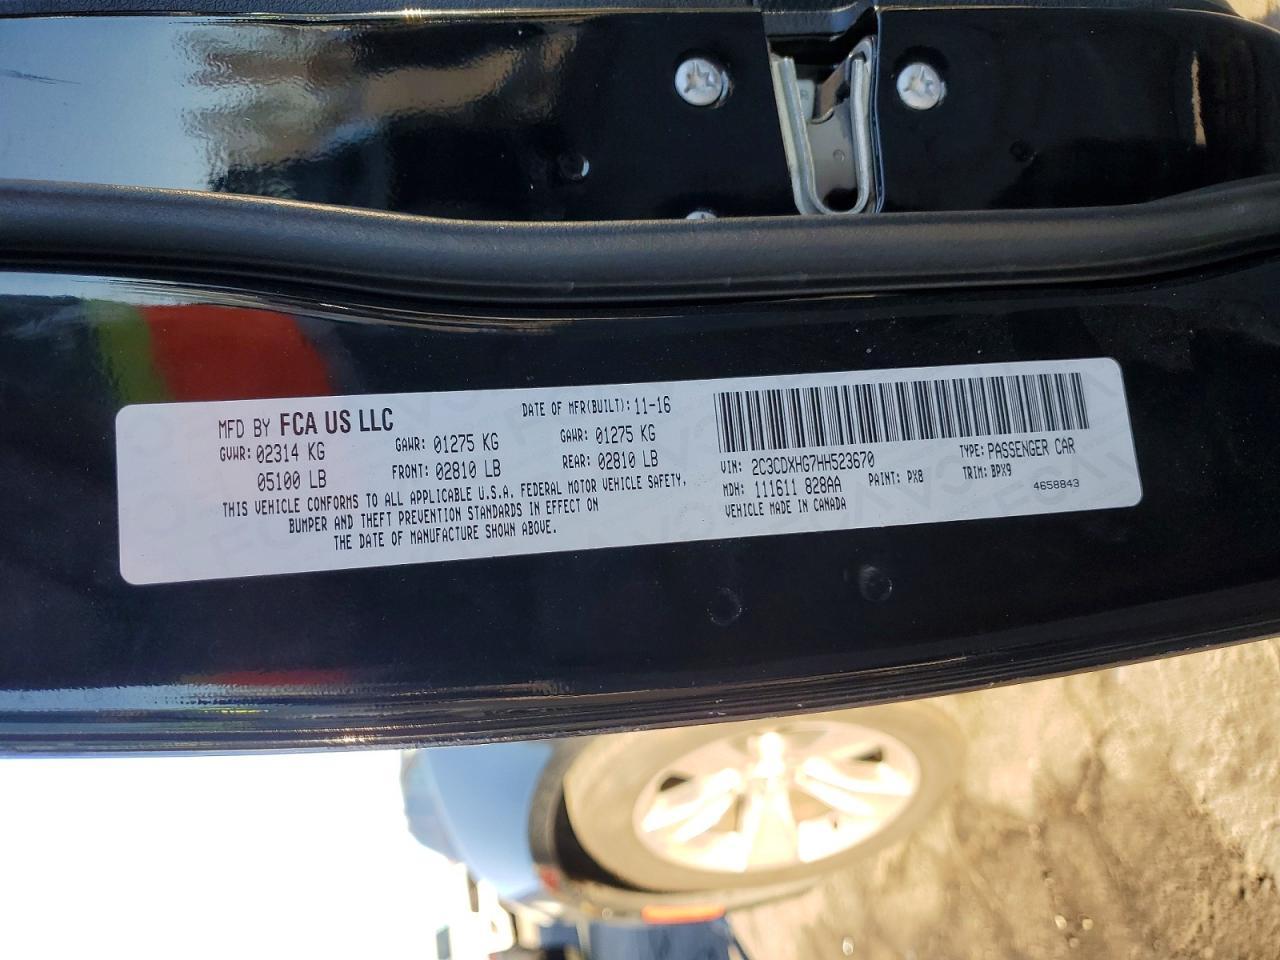 MFD BY FCA US LLC DATE OF MFR(BUILT): 11-16
GVWR: 02314 KG GAWR: 01275 KG GAWR: 01275 KG
05100 LB FRONT: 02810 LB REAR: 02810 LB
THIS VEHICLE CONFORMS TO ALL APPLICABLE U.S.A. FEDERAL MOTOR VEHICLE SAFETY,
BUMPER AND THEFT PREVENTION STANDARDS IN EFFECT ON
THE DATE OF MANUFACTURE SHOWN ABOVE.
VIN: 2C3CDXHG7HH523670 TYPE: PASSENGER CAR
MDH: 111611 828AA PAINT: PX8 TRIM: BPX9
VEHICLE MADE IN CANADA 4658843